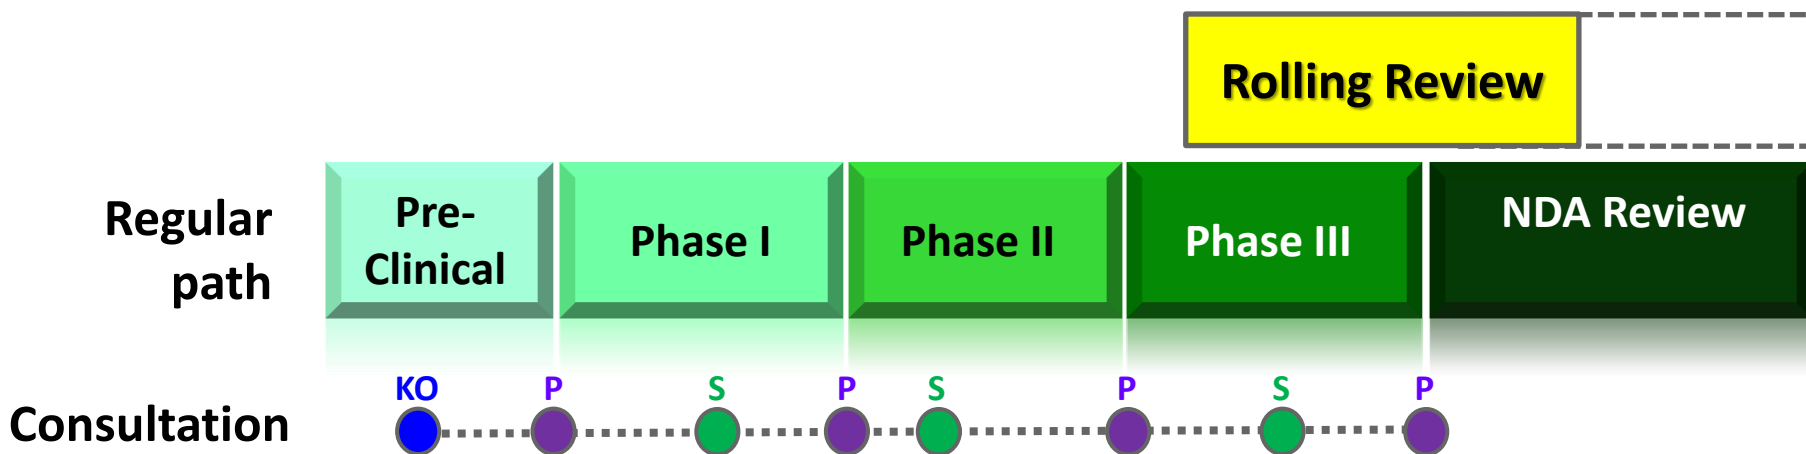 Rolling Review
Regular
path
Pre-
Clinical
Phase I
Phase II
Phase III
NDA Review
KO
P
S
P
S
P
S
P
Consultation